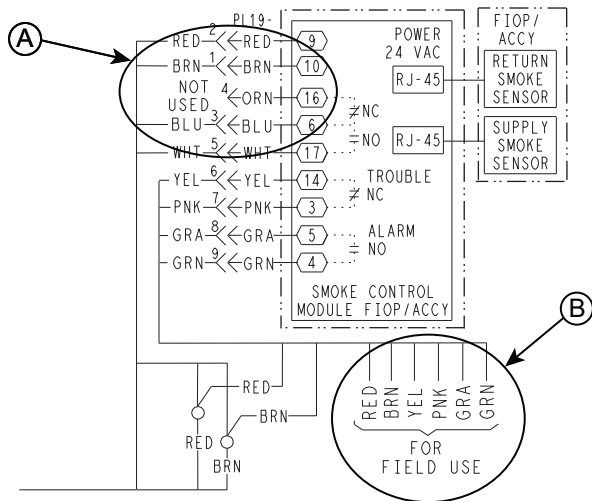 A
PL19-
RED 2 RED 9
BRN 1 BRN 10
NOT USED 4 ORN 16
BLU 3 BLU 6
WHT 5 WHT 17
YEL 6 YEL 14
PNK 7 PNK 3
GRA 8 GRA 5
GRN 9 GRN 4
NC
NO
TROUBLE
NC
ALARM
NO
POWER
24 VAC
RJ-45
RJ-45
SMOKE CONTROL
MODULE FIOP/ACCY
FIOP/
ACCY
RETURN
SMOKE
SENSOR
SUPPLY
SMOKE
SENSOR
B
RED
BRN
RED
BRN
RED
BRN
YEL
PNK
GRA
GRN
FOR
FIELD USE